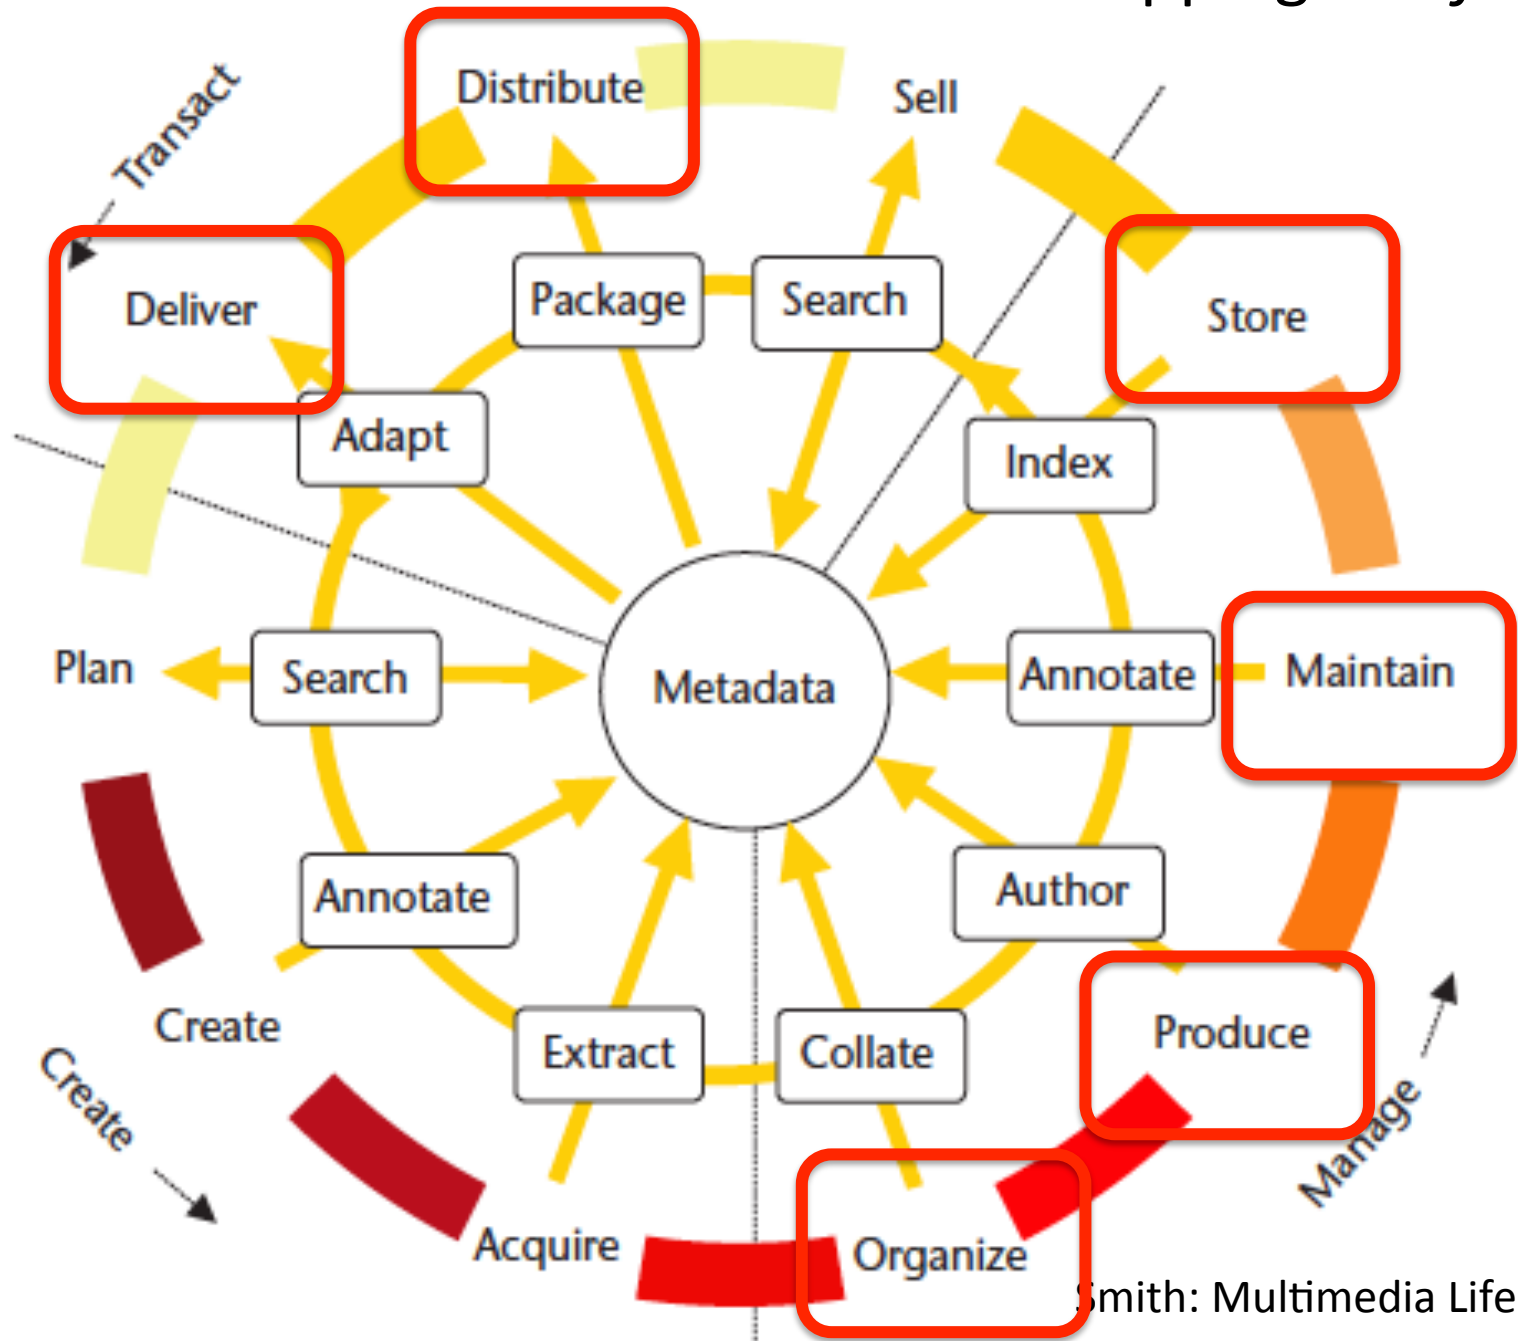 Distribute
Sell
Transact
Deliver
Package
Search
Store
Adapt
Index
Plan
Search
Metadata
Annotate
Maintain
Annotate
Author
Create
Extract
Collate
Produce
Create
Manage
Acquire
Organize
Smith: Multimedia Life